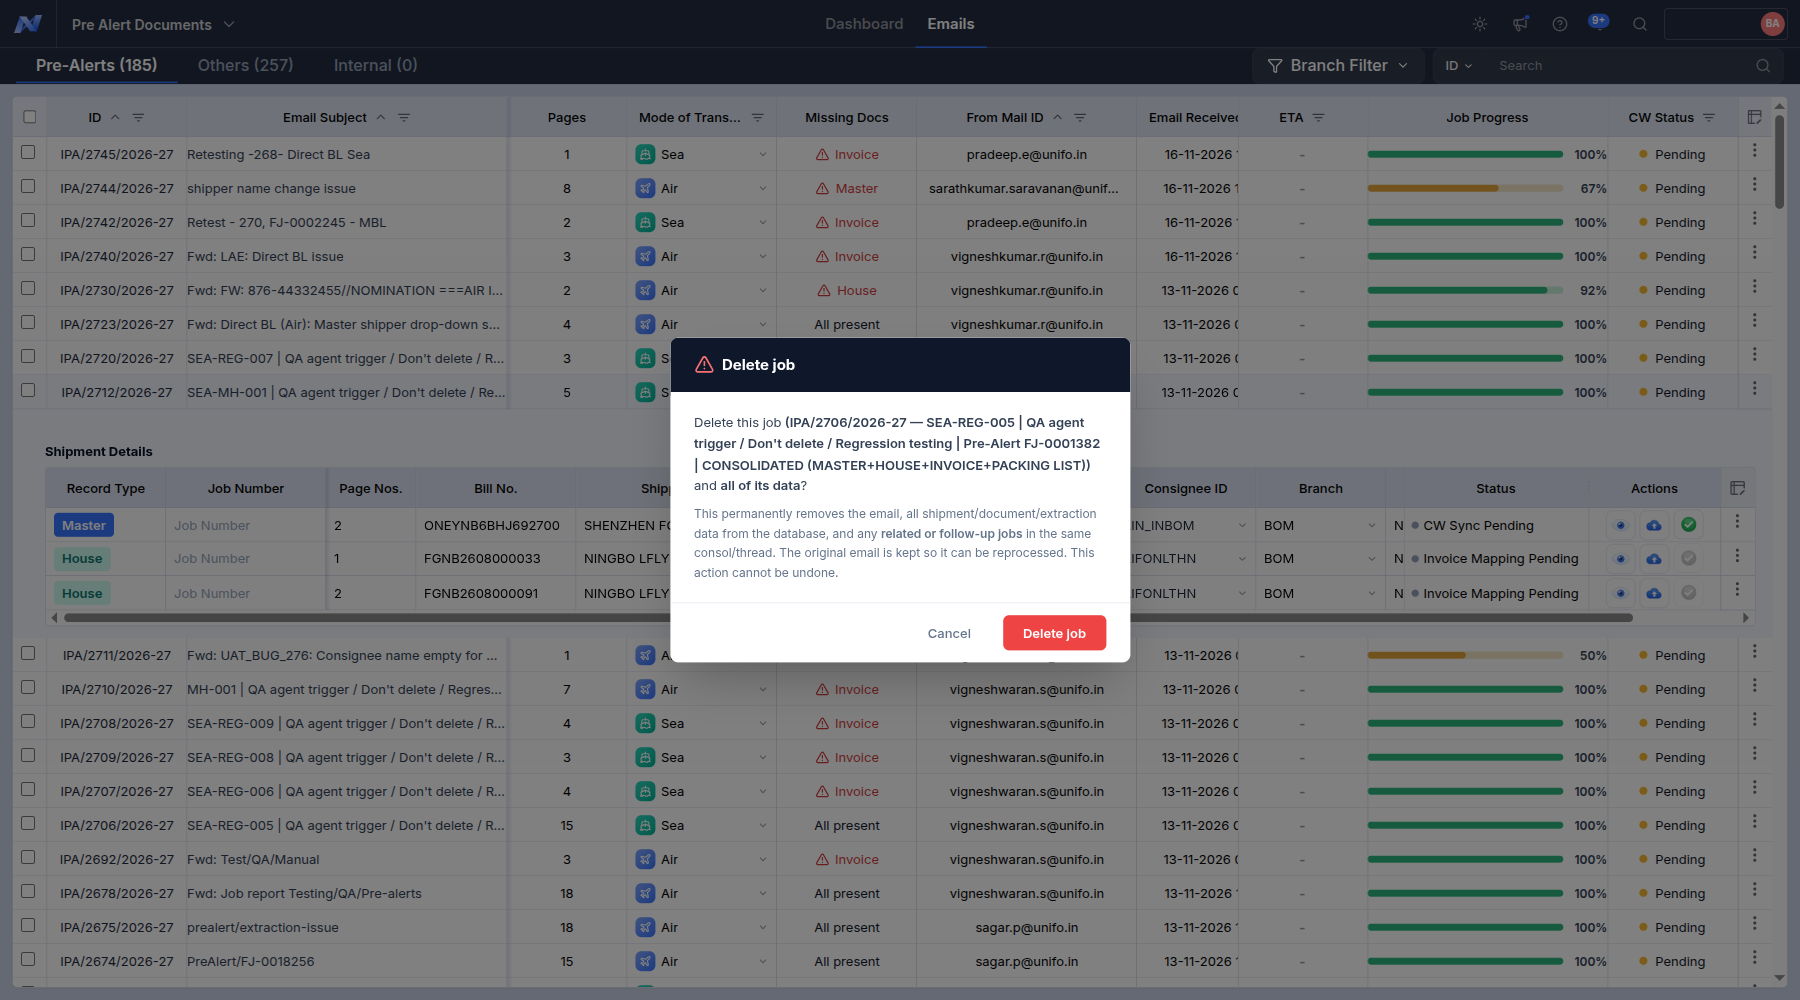 Pre Alert Documents
Dashboard Emails
9+ BA
Pre-Alerts (185) Others (257) Internal (0)
Branch Filter ID Search
ID Email Subject Pages Mode of Trans... Missing Docs From Mail ID Email Received ETA Job Progress CW Status
IPA/2745/2026-27 Retesting -268- Direct BL Sea 1 Sea Invoice pradeep.e@unifo.in 16-11-2026 - 100% Pending
IPA/2744/2026-27 shipper name change issue 8 Air Master sarathkumar.saravanan@unif... 16-11-2026 - 67% Pending
IPA/2742/2026-27 Retest - 270, FJ-0002245 - MBL 2 Sea Invoice pradeep.e@unifo.in 16-11-2026 - 100% Pending
IPA/2740/2026-27 Fwd: LAE: Direct BL issue 3 Air Invoice vigneshkumar.r@unifo.in 16-11-2026 - 100% Pending
IPA/2730/2026-27 Fwd: FW: 876-44332455//NOMINATION ===AIR I... 2 Air House vigneshkumar.r@unifo.in 13-11-2026 - 92% Pending
IPA/2723/2026-27 Fwd: Direct BL (Air): Master shipper drop-down s... 4 Air All present vigneshkumar.r@unifo.in 13-11-2026 - 100% Pending
IPA/2720/2026-27 SEA-REG-007 | QA agent trigger / Don't delete / R... 3 13-11-2026 - 100% Pending
IPA/2712/2026-27 SEA-MH-001 | QA agent trigger / Don't delete / Re... 5 13-11-2026 - 100% Pending
Delete job
Delete this job (IPA/2706/2026-27 — SEA-REG-005 | QA agent
trigger / Don't delete / Regression testing | Pre-Alert FJ-0001382
| CONSOLIDATED (MASTER+HOUSE+INVOICE+PACKING LIST))
and all of its data?
This permanently removes the email, all shipment/document/extraction
data from the database, and any related or follow-up jobs in the same
consol/thread. The original email is kept so it can be reprocessed. This
action cannot be undone.
Cancel Delete job
Shipment Details
Record Type Job Number Page Nos. Bill No. Consignee ID Branch Status Actions
Master Job Number 2 ONEYNB6BHJ692700 SHENZHEN IN_INBOM BOM N CW Sync Pending
House Job Number 1 FGNB2608000033 NINGBO LFLY IFONLTHN BOM N Invoice Mapping Pending
House Job Number 2 FGNB2608000091 NINGBO LFLY IFONLTHN BOM N Invoice Mapping Pending
IPA/2711/2026-27 Fwd: UAT_BUG_276: Consignee name empty for ... 1 13-11-2026 - 50% Pending
IPA/2710/2026-27 MH-001 | QA agent trigger / Don't delete / Regres... 7 Air Invoice vigneshwaran.s@unifo.in 13-11-2026 - 100% Pending
IPA/2708/2026-27 SEA-REG-009 | QA agent trigger / Don't delete / R... 4 Sea Invoice vigneshwaran.s@unifo.in 13-11-2026 - 100% Pending
IPA/2709/2026-27 SEA-REG-008 | QA agent trigger / Don't delete / R... 3 Sea Invoice vigneshwaran.s@unifo.in 13-11-2026 - 100% Pending
IPA/2707/2026-27 SEA-REG-006 | QA agent trigger / Don't delete / R... 4 Sea Invoice vigneshwaran.s@unifo.in 13-11-2026 - 100% Pending
IPA/2706/2026-27 SEA-REG-005 | QA agent trigger / Don't delete / R... 15 Sea All present vigneshwaran.s@unifo.in 13-11-2026 - 100% Pending
IPA/2692/2026-27 Fwd: Test/QA/Manual 3 Air Invoice vigneshwaran.s@unifo.in 13-11-2026 - 100% Pending
IPA/2678/2026-27 Fwd: Job report Testing/QA/Pre-alerts 18 Air All present vigneshwaran.s@unifo.in 13-11-2026 - 100% Pending
IPA/2675/2026-27 prealert/extraction-issue 18 Air All present sagar.p@unifo.in 13-11-2026 - 100% Pending
IPA/2674/2026-27 PreAlert/FJ-0018256 15 Air All present sagar.p@unifo.in 13-11-2026 - 100% Pending